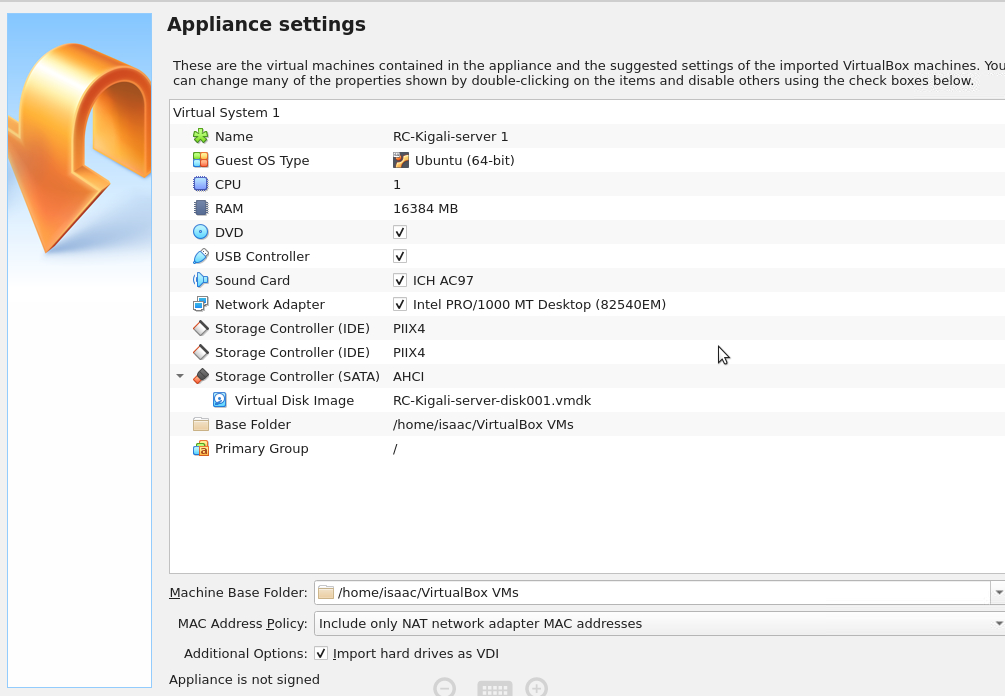 Appliance settings
These are the virtual machines contained in the appliance and the suggested settings of the imported VirtualBox machines. You
can change many of the properties shown by double-clicking on the items and disable others using the check boxes below.
Virtual System 1
Name RC-Kigali-server 1
Guest OS Type Ubuntu (64-bit)
CPU 1
RAM 16384 MB
DVD
USB Controller
Sound Card ICH AC97
Network Adapter Intel PRO/1000 MT Desktop (82540EM)
Storage Controller (IDE) PIIX4
Storage Controller (IDE) PIIX4
Storage Controller (SATA) AHCI
Virtual Disk Image RC-Kigali-server-disk001.vmdk
Base Folder /home/isaac/VirtualBox VMs
Primary Group /
Machine Base Folder: /home/isaac/VirtualBox VMs
MAC Address Policy: Include only NAT network adapter MAC addresses
Additional Options: Import hard drives as VDI
Appliance is not signed